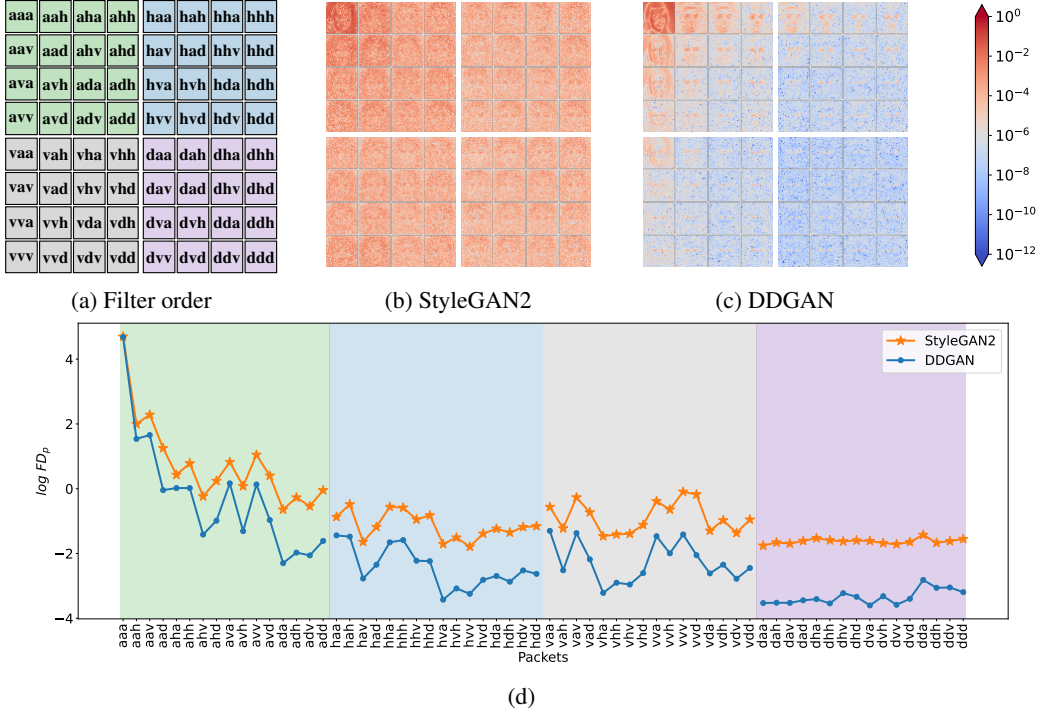 aaa aah aha ahh haa hah hha hhh
aav aad ahv ahd hav had hhv hhd
ava avh ada adh hva hvh hda hdh
avv avd adv add hvv hvd hdv hdd
vaa vah vha vhh daa dah dha dhh
vav vad vhv vhd dav dad dhv dhd
vva vvh vda vdh dva dvh dda ddh
vvv vvd vdv vdd dvv dvd ddv ddd
10⁰
10⁻²
10⁻⁴
10⁻⁶
10⁻⁸
10⁻¹⁰
10⁻¹²
(a) Filter order
(b) StyleGAN2
(c) DDGAN
StyleGAN2
DDGAN
log FDₚ
4
2
0
−2
−4
aaa aah aav aad aha ahh ahv ahd ava avh avv avd ada adh adv add haa hah hav had hha hhh hhv hhd hva hvh hvv hvd hda hdh hdv hdd vaa vah vav vad vha vhh vhv vhd vva vvh vvv vvd vda vdh vdv vdd daa dah dav dad dha dhh dhv dhd dva dvh dvv dvd dda ddh ddv ddd
Packets
(d)